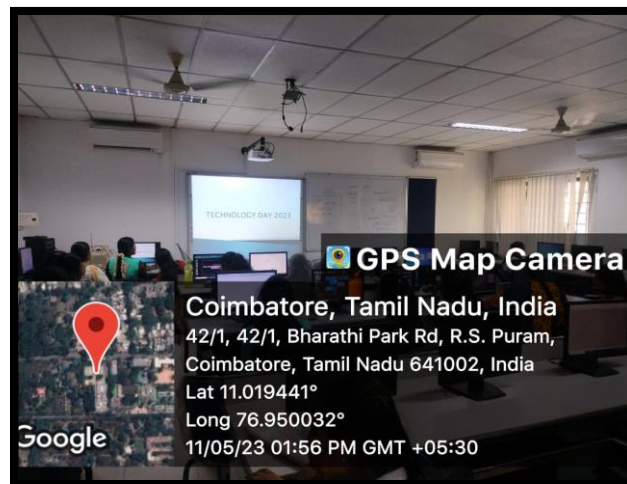 TECHNOLOGY DAY 2023
GPS Map Camera
Coimbatore, Tamil Nadu, India
42/1, 42/1, Bharathi Park Rd, R.S. Puram,
Coimbatore, Tamil Nadu 641002, India
Lat 11.019441°
Long 76.950032°
11/05/23 01:56 PM GMT +05:30
Google